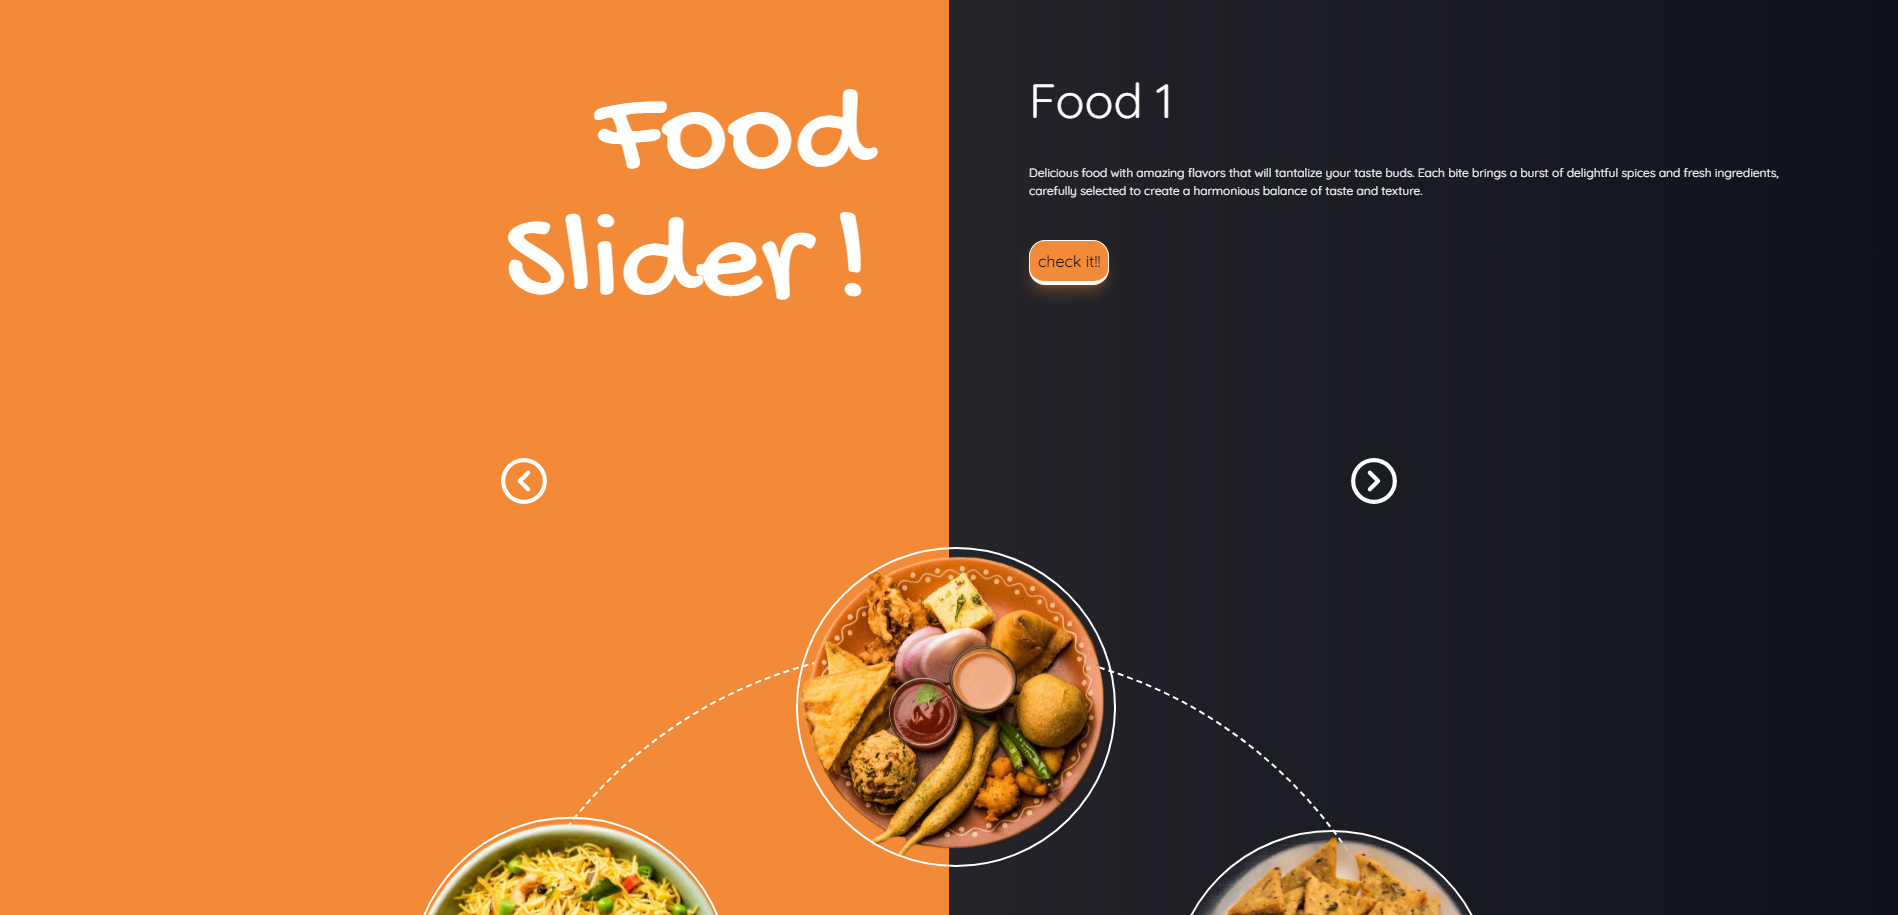 Food
Slider!
Food 1
Delicious food with amazing flavors that will tantalize your taste buds. Each bite brings a burst of delightful spices and fresh ingredients,
carefully selected to create a harmonious balance of taste and texture.
check it!!